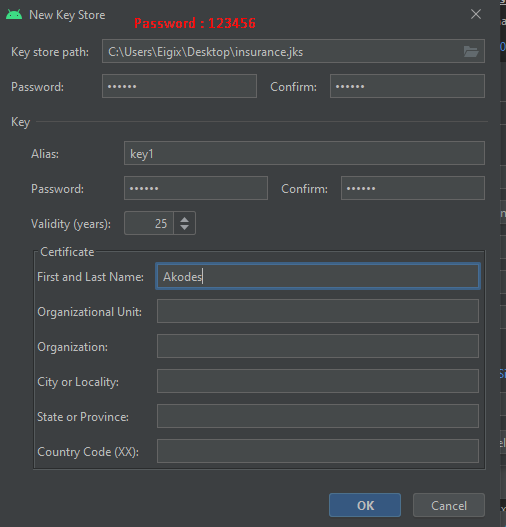 New Key Store
Password : 123456
Key store path: C:\Users\Eigix\Desktop\insurance.jks
Password: •••••• Confirm: ••••••
Key
Alias: key1
Password: •••••• Confirm: ••••••
Validity (years): 25
Certificate
First and Last Name: Akodes
Organizational Unit:
Organization:
City or Locality:
State or Province:
Country Code (XX):
OK Cancel